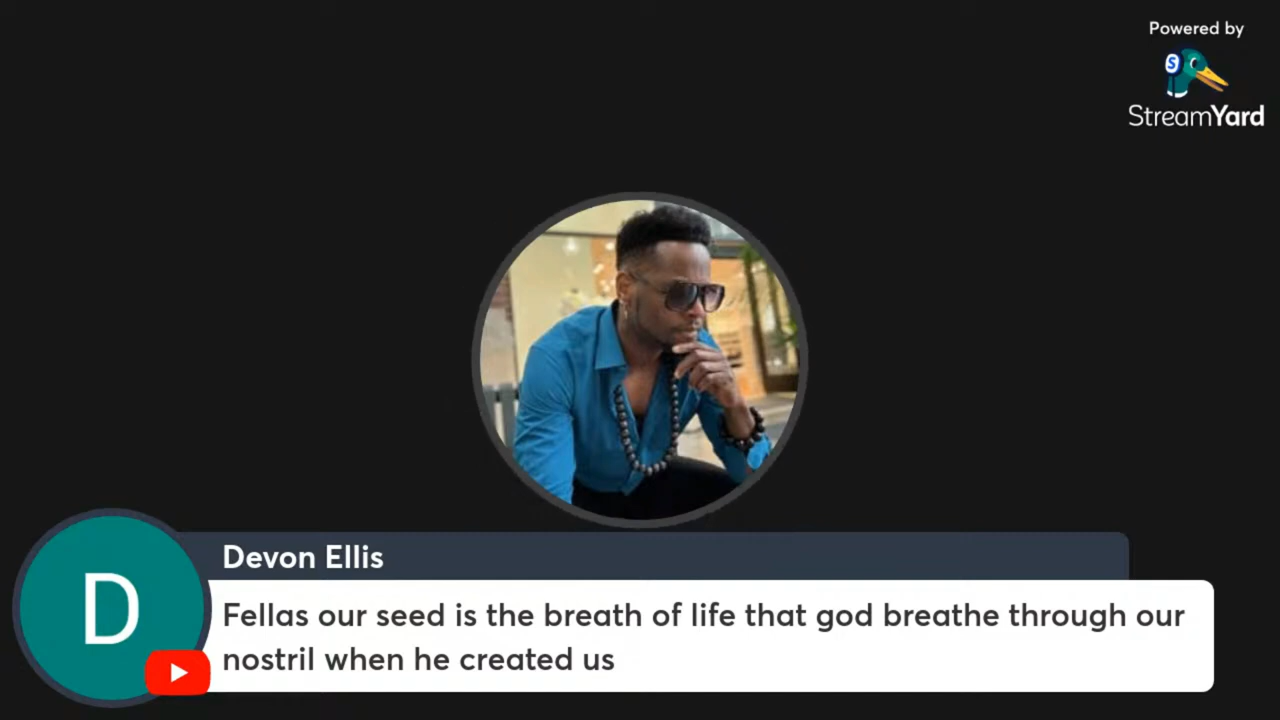 Powered by
S
StreamYard
Devon Ellis
D
Fellas our seed is the breath of life that god breathe through our
nostril when he created us